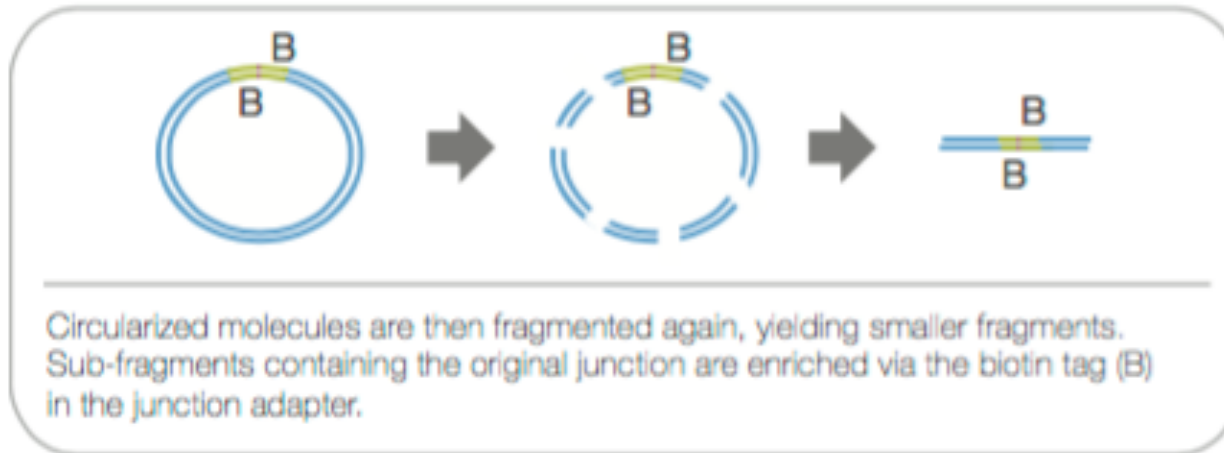 B
B
B
B
B
B
Circularized molecules are then fragmented again, yielding smaller fragments.
Sub-fragments containing the original junction are enriched via the biotin tag (B)
in the junction adapter.